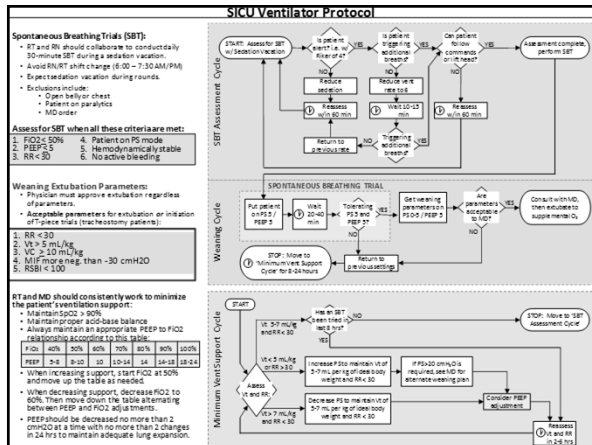 SICU Ventilator Protocol
Spontaneous Breathing Trials (SBT):
• RT and RN should collaborate to conduct daily
30-minute SBT during a sedation vacation.
• Avoid RN/RT shift change (6:00 – 7:30 AM/PM)
• Expect sedation vacation during rounds.
• Exclusions include:
• Open belly or chest
• Patient on paralytics
• MD order
Assess for SBT when all these criteria are met:
1. FiO2 < 50%
2. PEEP < 5
3. RR < 30
4. Patient on PS mode
5. Hemodynamically stable
6. No active bleeding
Weaning Extubation Parameters:
• Physician must approve extubation regardless
of parameters.
• Acceptable parameters for extubation or initiation
of T-piece trials (tracheostomy patients):
1. RR < 30
2. Vt > 5 mL/kg
3. VC ≥ 10 mL/kg
4. MIF more neg. than -30 cmH2O
5. RSBI < 100
RT and MD should consistently work to minimize
the patient's ventilation support:
• Maintain SpO2 > 90%
• Maintain proper acid-base balance
• Always maintain an appropriate PEEP to FiO2
relationship according to this table:
FiO2 40% 50% 60% 70% 80% 90% 100%
PEEP 5-8 8-10 10 10-14 14 14-18 18-24
• When increasing support, start FiO2 at 50%
and move up the table as needed.
• When decreasing support, decrease FiO2 to
60%. Then move down the table alternating
between PEEP and FiO2 adjustments.
• PEEP should be decreased no more than 2
cmH2O at a time with no more than 2 changes
in 24 hrs to maintain adequate lung expansion.
SBT Assessment Cycle
START: Assess for SBT
w/ Sedation Vacation
Is patient
alert? i.e. w/
Riker of 4?
YES
NO
Reduce
sedation
Reassess
w/in 60 min
Is patient
triggering
additional
breaths?
YES
NO
Reduce vent
rate to 6
Wait 10-15
min
Triggering
additional
breaths?
YES
NO
Return to
previous rate
Can patient
follow
commands
or lift head?
YES
NO
Reassess
w/in 60 min
Assessment complete,
perform SBT
Weaning Cycle
SPONTANEOUS BREATHING TRIAL
Put patient
on PS 5 /
PEEP 5
Wait
20-40
min
Tolerating
PS 5 and
PEEP 5?
YES
NO
Get weaning
parameters on
PS 0-5 / PEEP 5
Are
parameters
acceptable
to MD?
YES
NO
Consult with MD,
then extubate to
supplemental O2
Return to
previous settings
STOP: Move to
'Minimum Vent Support
Cycle' for 8-24 hours
Minimum Vent Support Cycle
START
Assess
Vt and RR:
Vt 5-7 mL/kg
and RR < 30
Has an SBT
been tried in
last 8 hrs?
NO
YES
STOP: Move to 'SBT
Assessment Cycle'
Vt < 5 mL/kg
or RR > 30
Increase PS to maintain Vt of
5-7 mL per kg of ideal body
weight and RR < 30
If PS > 20 cmH2O is
required, see MD for
alternate weaning plan
Vt > 7 mL/kg
and RR < 30
Decrease PS to maintain Vt of
5-7 mL per kg of ideal body
weight and RR < 30
Consider PEEP
adjustment
Reassess
Vt and RR
in 2-6 hrs